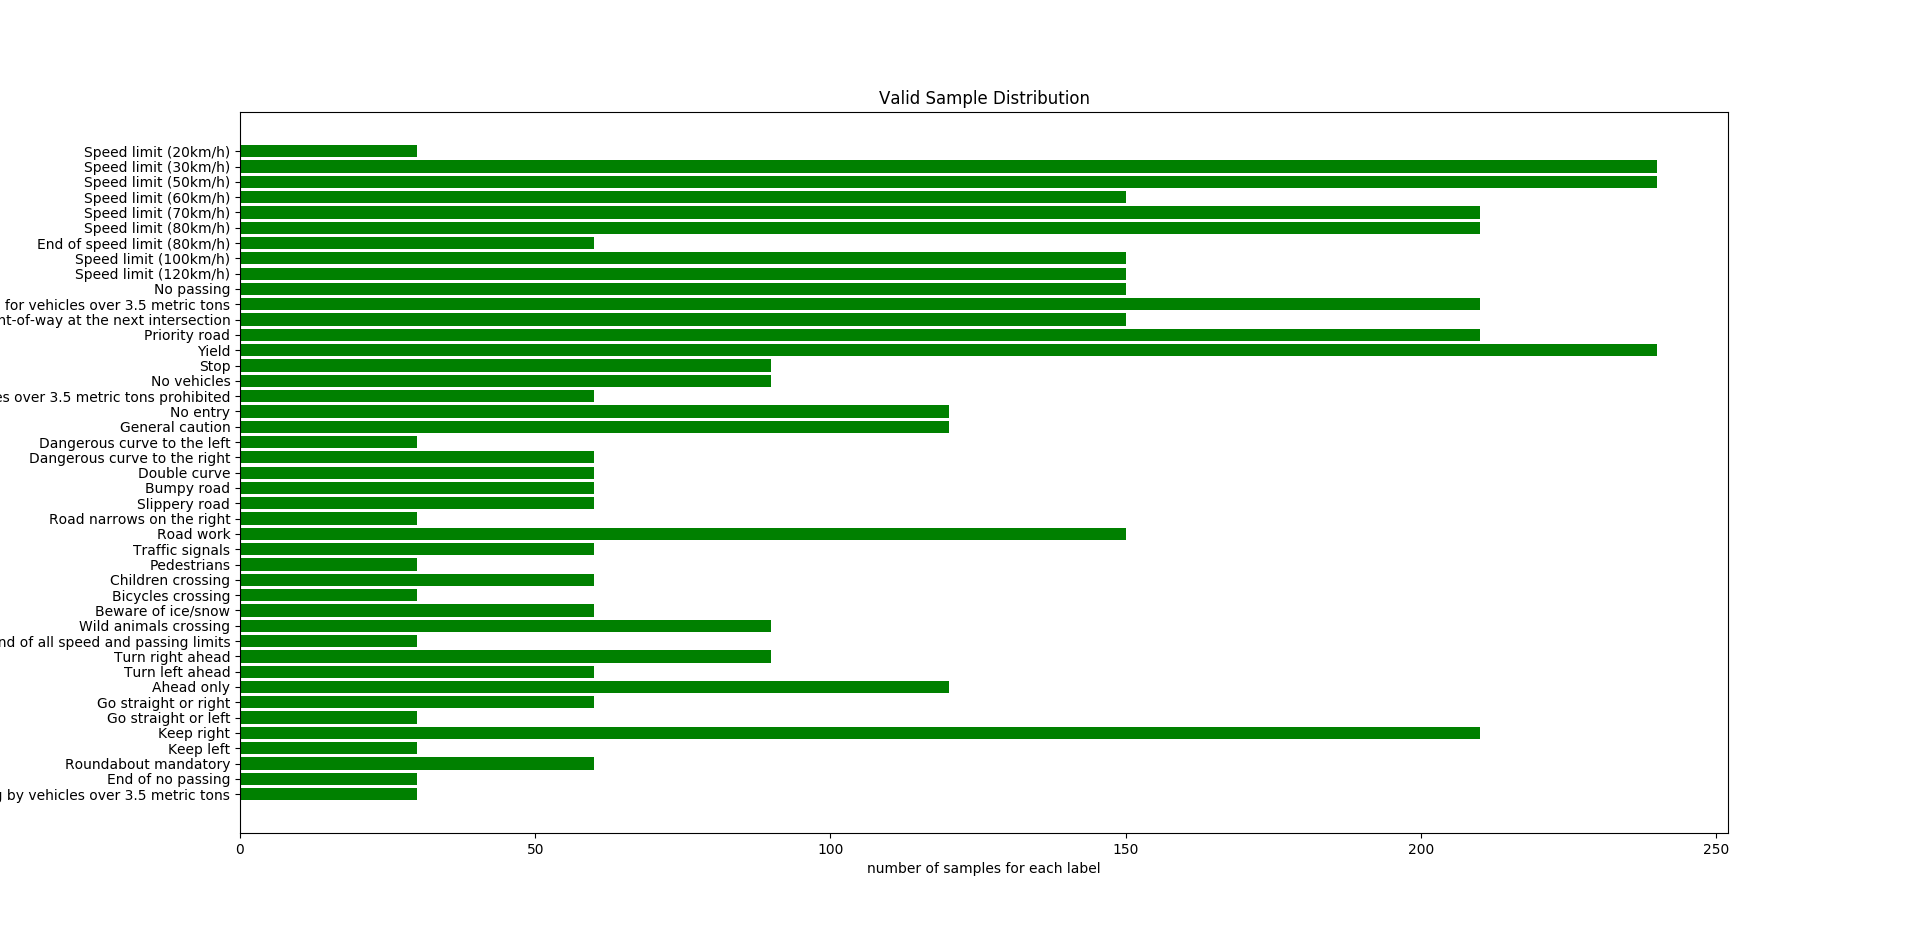 Valid Sample Distribution
Speed limit (20km/h)
Speed limit (30km/h)
Speed limit (50km/h)
Speed limit (60km/h)
Speed limit (70km/h)
Speed limit (80km/h)
End of speed limit (80km/h)
Speed limit (100km/h)
Speed limit (120km/h)
No passing
for vehicles over 3.5 metric tons
nt-of-way at the next intersection
Priority road
Yield
Stop
No vehicles
es over 3.5 metric tons prohibited
No entry
General caution
Dangerous curve to the left
Dangerous curve to the right
Double curve
Bumpy road
Slippery road
Road narrows on the right
Road work
Traffic signals
Pedestrians
Children crossing
Bicycles crossing
Beware of ice/snow
Wild animals crossing
nd of all speed and passing limits
Turn right ahead
Turn left ahead
Ahead only
Go straight or right
Go straight or left
Keep right
Keep left
Roundabout mandatory
End of no passing
by vehicles over 3.5 metric tons
0 50 100 150 200 250
number of samples for each label